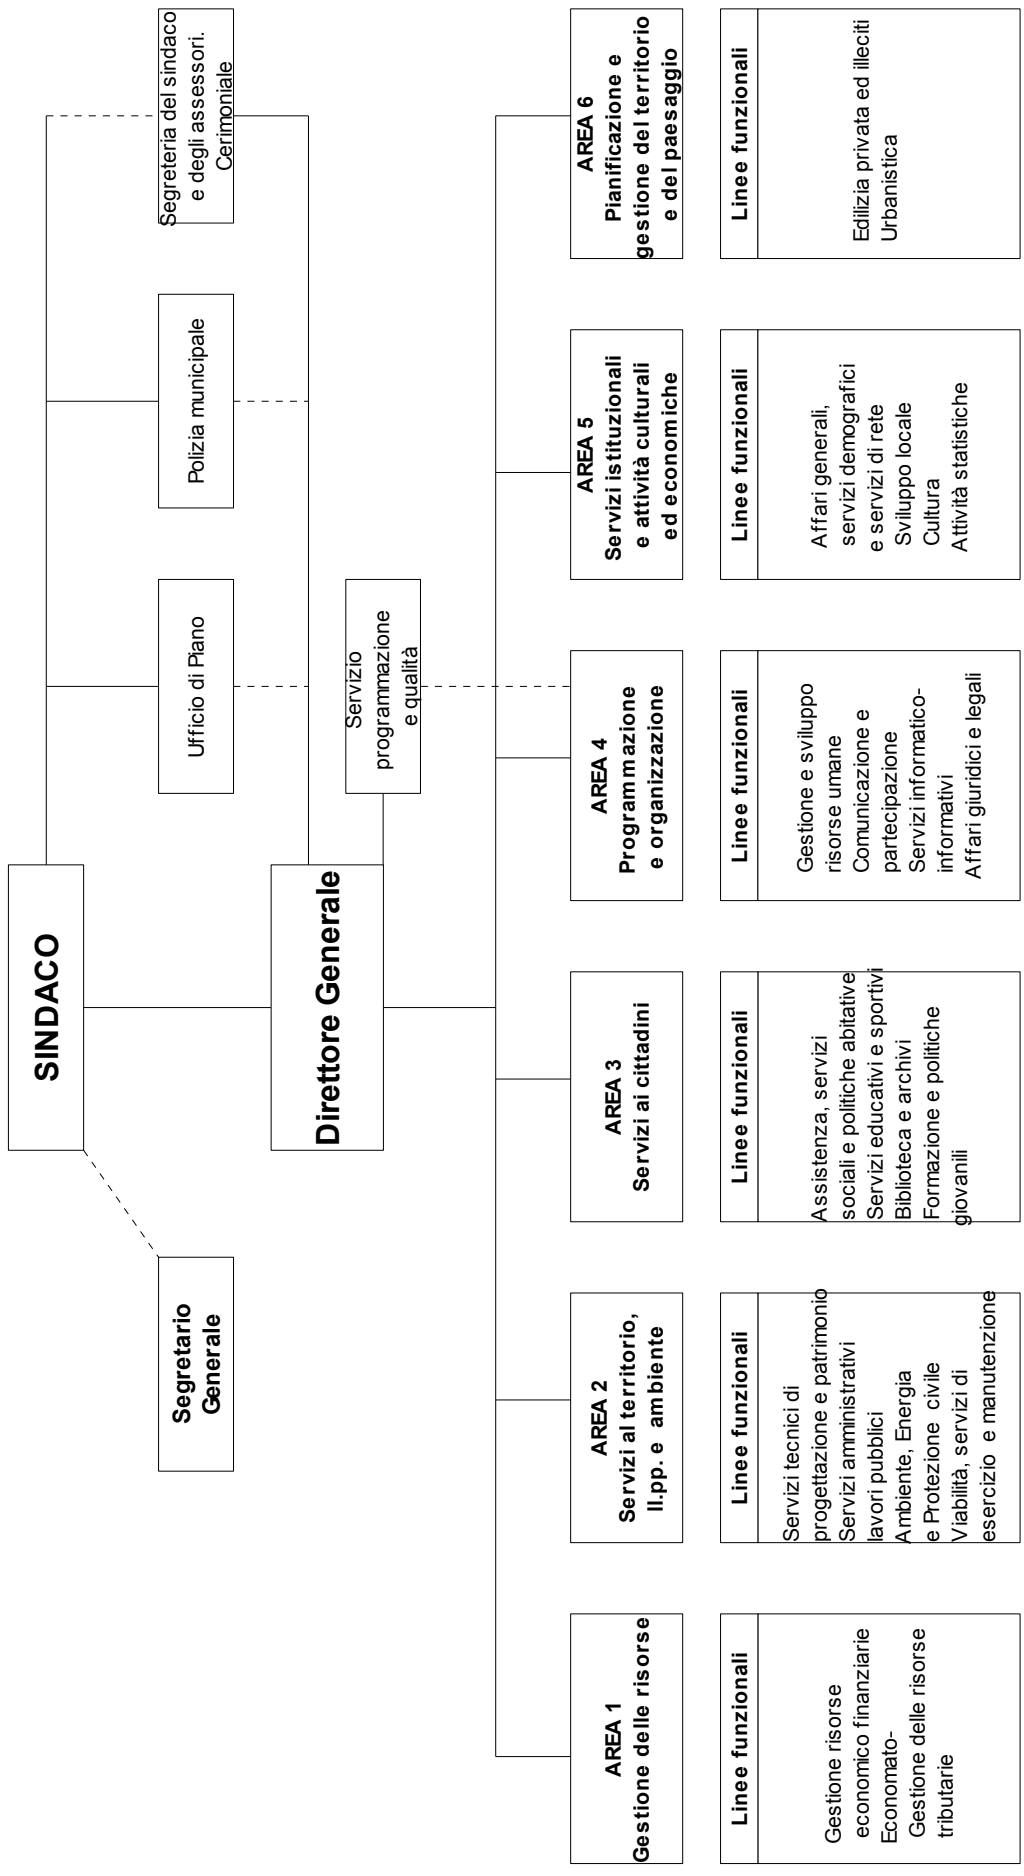 SINDACO
Segretario
Generale
Ufficio di Piano
Polizia municipale
Segreteria del sindaco
e degli assessori.
Cerimoniale
Direttore Generale
Servizio
programmazione
e qualità
AREA 1
Gestione delle risorse
AREA 2
Servizi al territorio,
ll.pp. e ambiente
AREA 3
Servizi ai cittadini
AREA 4
Programmazione
e organizzazione
AREA 5
Servizi istituzionali
e attività culturali
ed economiche
AREA 6
Pianificazione e
gestione del territorio
e del paesaggio
Linee funzionali
Gestione risorse
economico finanziarie
Economato-
Gestione delle risorse
tributarie
Linee funzionali
Servizi tecnici di
progettazione e patrimonio
Servizi amministrativi
lavori pubblici
Ambiente, Energia
e Protezione civile
Viabilità, servizi di
esercizio e manutenzione
Linee funzionali
Assistenza, servizi
sociali e politiche abitative
Servizi educativi e sportivi
Biblioteca e archivi
Formazione e politiche
giovanili
Linee funzionali
Gestione e sviluppo
risorse umane
Comunicazione e
partecipazione
Servizi informatico-
informativi
Affari giuridici e legali
Linee funzionali
Affari generali,
servizi demografici
e servizi di rete
Sviluppo locale
Cultura
Attività statistiche
Linee funzionali
Edilizia privata ed illeciti
Urbanistica